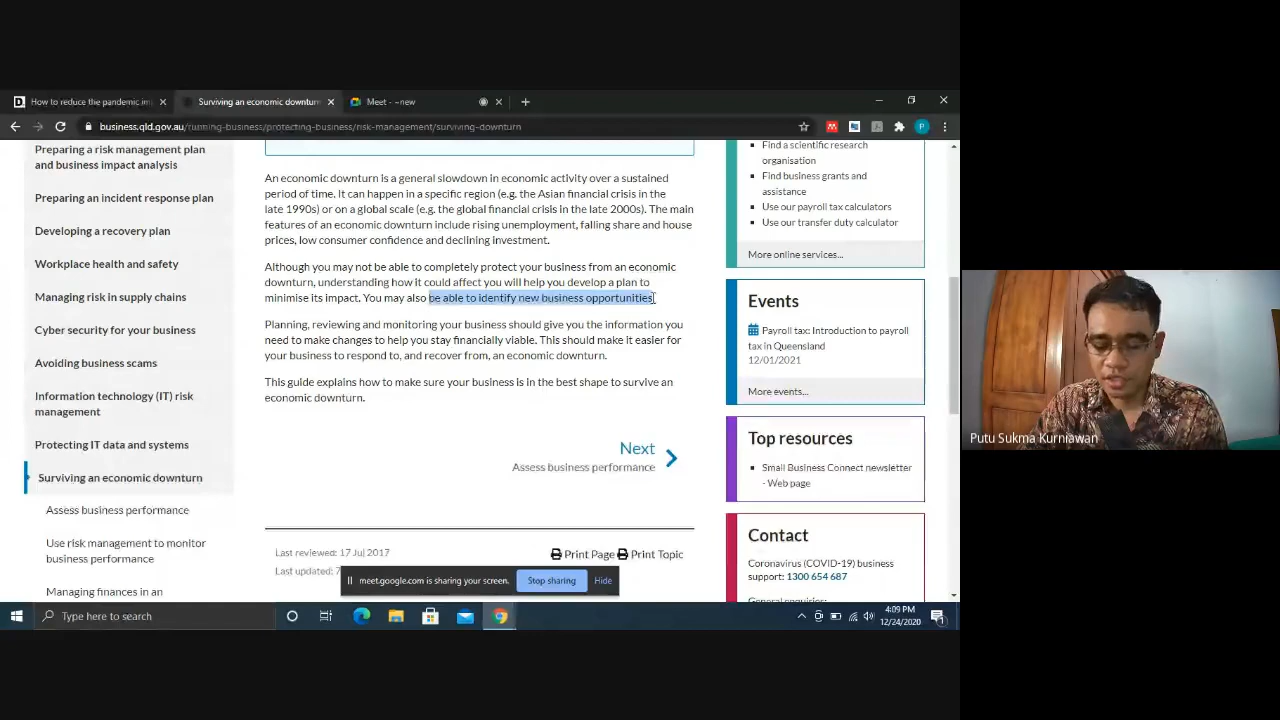 How to reduce the pandemic im
Surviving an economic downturn
Meet - –new
business.qld.gov.au/running-business/protecting-business/risk-management/surviving-downturn
P
Preparing a risk management plan
and business impact analysis
Preparing an incident response plan
Developing a recovery plan
Workplace health and safety
Managing risk in supply chains
Cyber security for your business
Avoiding business scams
Information technology (IT) risk
management
Protecting IT data and systems
Surviving an economic downturn
Assess business performance
Use risk management to monitor
business performance
Managing finances in an
An economic downturn is a general slowdown in economic activity over a sustained
period of time. It can happen in a specific region (e.g. the Asian financial crisis in the
late 1990s) or on a global scale (e.g. the global financial crisis in the late 2000s). The main
features of an economic downturn include rising unemployment, falling share and house
prices, low consumer confidence and declining investment.
Although you may not be able to completely protect your business from an economic
downturn, understanding how it could affect you will help you develop a plan to
minimise its impact. You may also be able to identify new business opportunities.
Planning, reviewing and monitoring your business should give you the information you
need to make changes to help you stay financially viable. This should make it easier for
your business to respond to, and recover from, an economic downturn.
This guide explains how to make sure your business is in the best shape to survive an
economic downturn.
Next
Assess business performance
Last reviewed: 17 Jul 2017
Print Page Print Topic
Last updated: 7
Find a scientific research
organisation
Find business grants and
assistance
Use our payroll tax calculators
Use our transfer duty calculator
More online services...
Events
Payroll tax: Introduction to payroll
tax in Queensland
12/01/2021
More events...
Top resources
Small Business Connect newsletter
- Web page
Contact
Coronavirus (COVID-19) business
support: 1300 654 687
General enquiries:
meet.google.com is sharing your screen.
Stop sharing
Hide
Type here to search
4:09 PM
12/24/2020
1
Putu Sukma Kurniawan